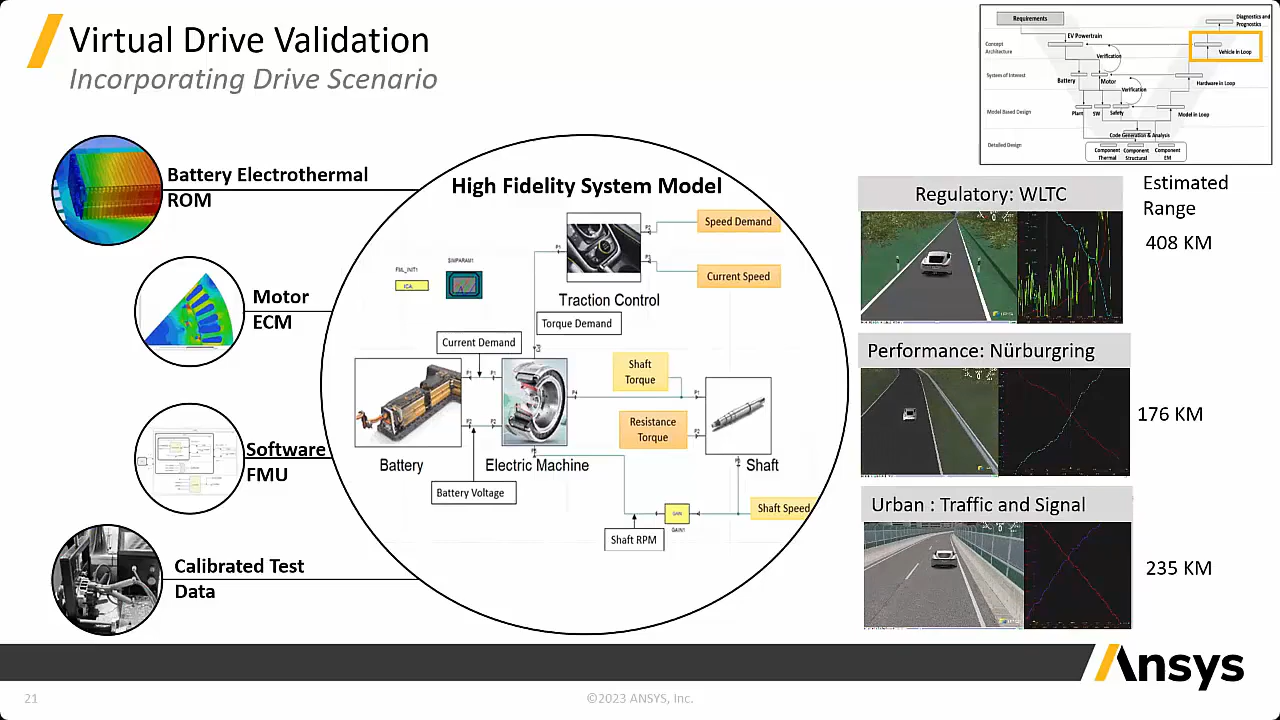 Virtual Drive Validation
Incorporating Drive Scenario
Requirements
Diagnostics and
Prognostics
EV Powertrain
Concept
Architecture
Verification
Vehicle in Loop
System of Interest
Battery
Motor
Hardware in Loop
Verification
Model Based Design
Plant
SW
Safety
Model in Loop
Code Generation & Analysis
Detailed Design
Component
Thermal
Component
Structural
Component
EM
Battery Electrothermal
ROM
Motor
ECM
Software
FMU
Calibrated Test
Data
High Fidelity System Model
Speed Demand
Current Speed
FML_INIT1
ICA
SIMPARAM1
Traction Control
Torque Demand
Current Demand
Shaft
Torque
Resistance
Torque
Battery
Electric Machine
Shaft
Battery Voltage
Shaft Speed
GAIN
GAIN1
Shaft RPM
Regulatory: WLTC
Estimated
Range
408 KM
Performance: Nürburgring
176 KM
Urban : Traffic and Signal
235 KM
Ansys
21
©2023 ANSYS, Inc.